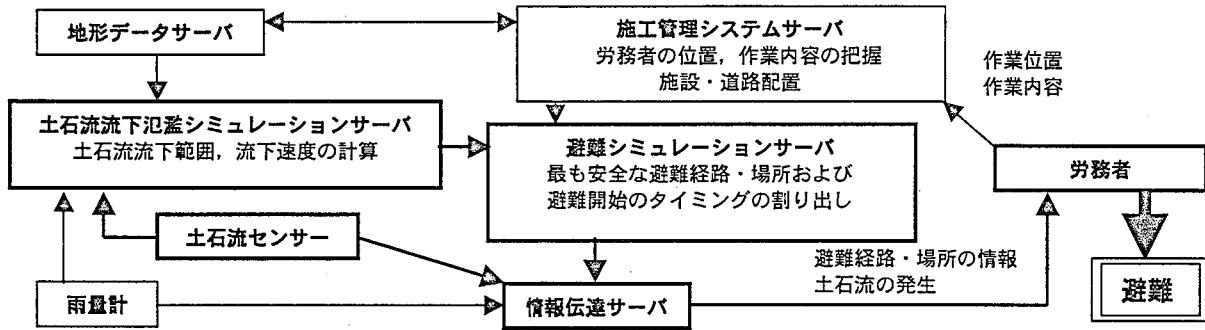 地形データサーバ
施工管理システムサーバ
労務者の位置，作業内容の把握
施設・道路配置
作業位置
作業内容
土石流流下氾濫シミュレーションサーバ
土石流流下範囲，流下速度の計算
避難シミュレーションサーバ
最も安全な避難経路・場所および
避難開始のタイミングの割り出し
労務者
土石流センサー
避難経路・場所の情報
土石流の発生
避難
雨量計
情報伝達サーバ